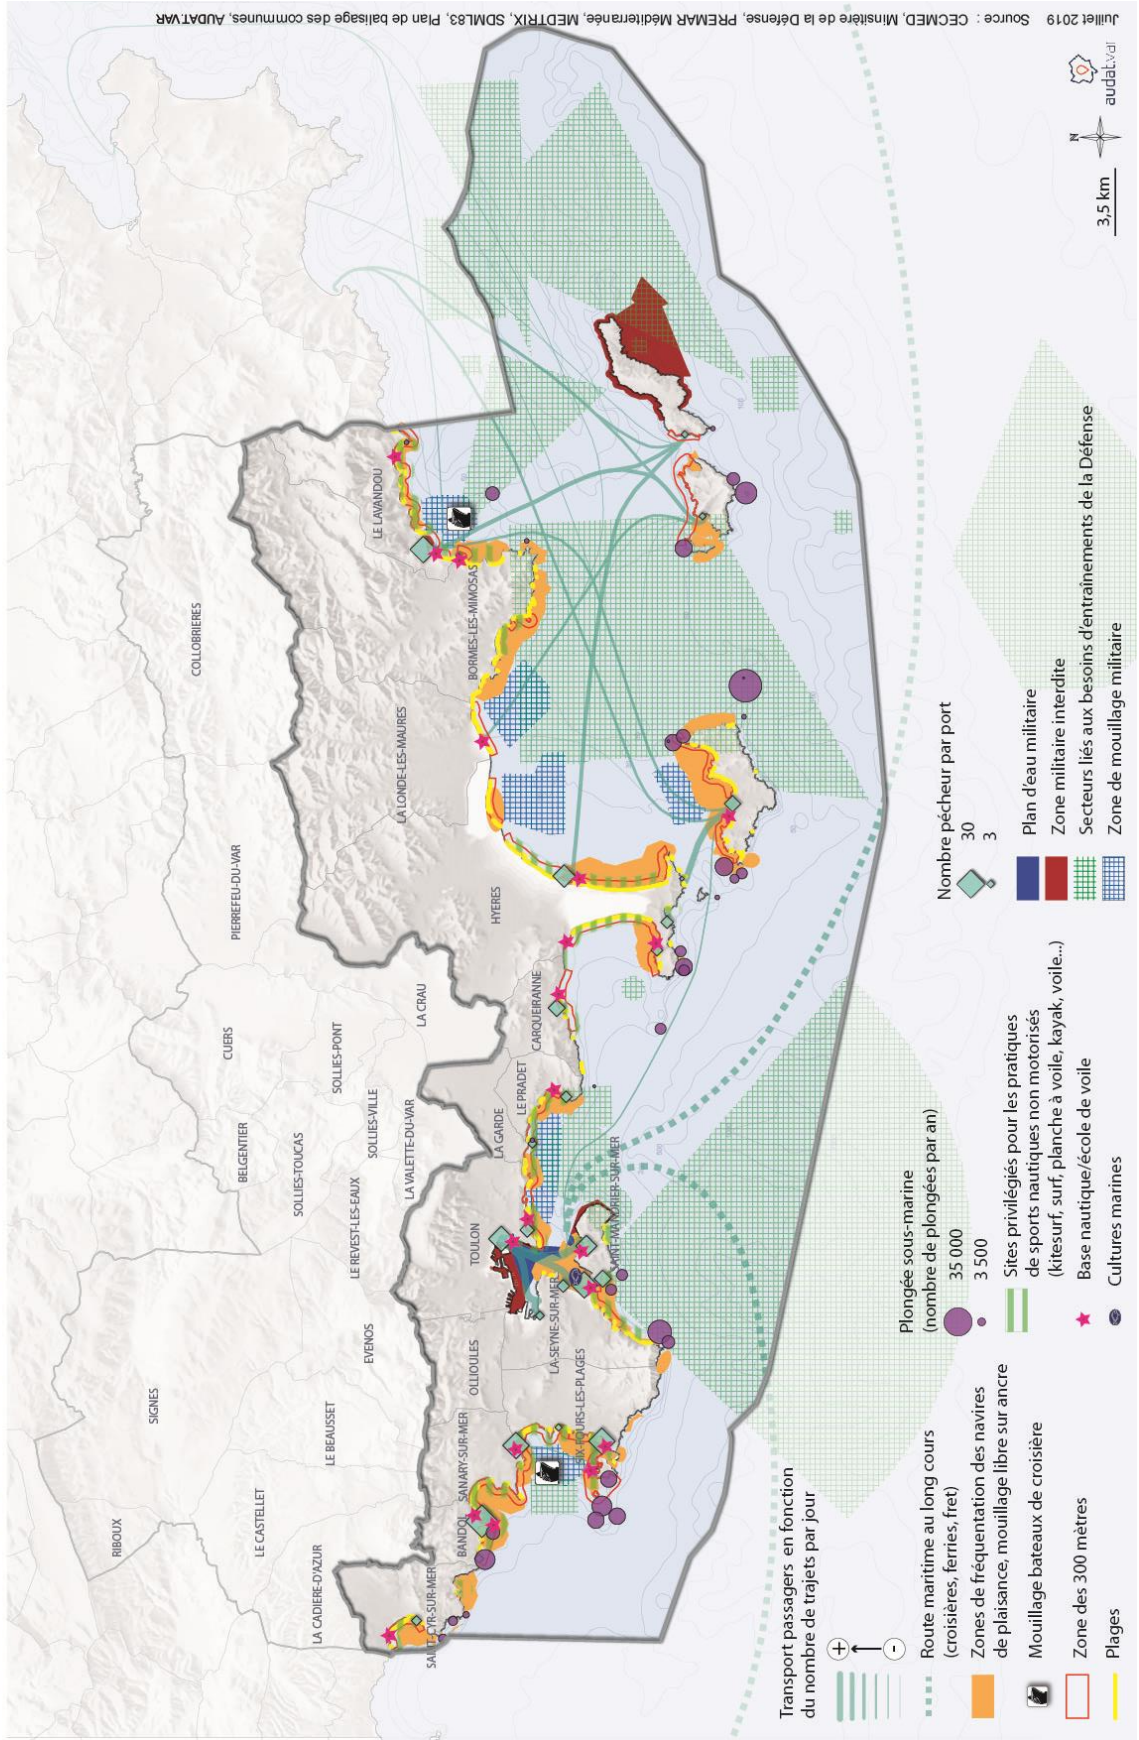 RIBOUX
SIGNES
LE CASTELLET
LE BEAUSSET
EVENOS
LA CADIERE-D'AZUR
SAINT-CYR-SUR-MER
BANDOL
SANARY-SUR-MER
OLLIOULES
SIX-FOURS-LES-PLAGES
LA-SEYNE-SUR-MER
SAINT-MANDRIER-SUR-MER
TOULON
LE REVEST-LES-EAUX
LA VALETTE-DU-VAR
SOLLIES-VILLE
SOLLIES-TOUCAS
BELGENTIER
SOLLIES-PONT
CUERS
LA GARDE
LE PRADET
CARQUEIRANNE
LA CRAU
PIERREFEU-DU-VAR
HYERES
LA LONDE-LES-MAURES
COLLOBRIERES
BORMES-LES-MIMOSAS
LE LAVANDOU
Transport passagers en fonction
du nombre de trajets par jour
+
-
Route maritime au long cours
(croisières, ferries, fret)
Zones de fréquentation des navires
de plaisance, mouillage libre sur ancre
Mouillage bateaux de croisière
Zone des 300 mètres
Plages
Plongée sous-marine
(nombre de plongées par an)
35 000
3 500
Sites privilégiés pour les pratiques
de sports nautiques non motorisés
(kitesurf, surf, planche à voile, kayak, voile...)
Base nautique/école de voile
Cultures marines
Nombre pécheur par port
30
3
Plan d'eau militaire
Zone militaire interdite
Secteurs liés aux besoins d'entraînements de la Défense
Zone de mouillage militaire
3,5 km
N
audat.var
Juillet 2019 Source : CECMED, Minsitère de la Défense, PREMAR Méditerranée, MEDTRIX, SDML83, Plan de balisage des communes, AUDAT.VAR